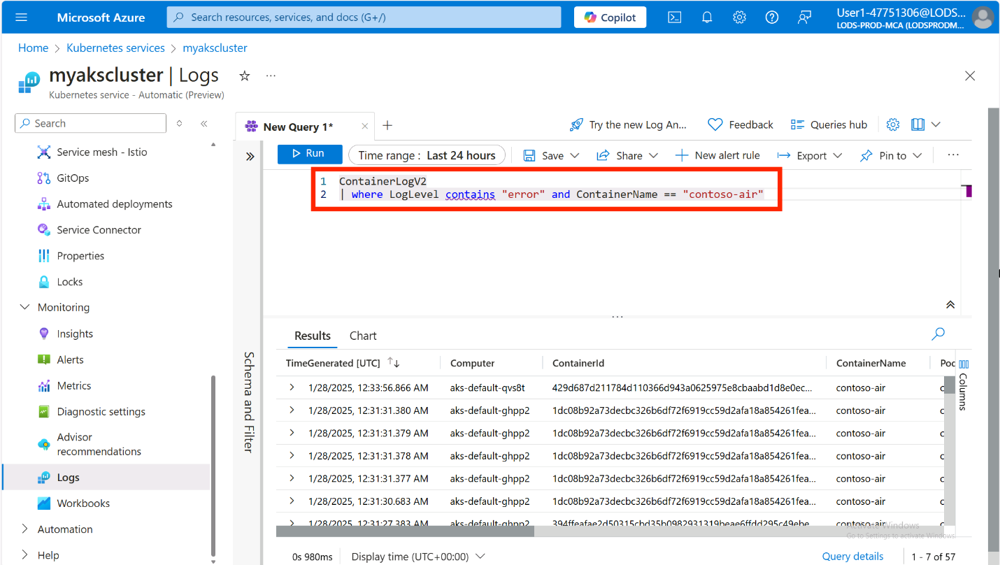 Microsoft Azure
Search resources, services, and docs (G+/)
Copilot
User1-47751306@LODS...
LODS-PROD-MCA (LODSPRODM...
Home > Kubernetes services > myakscluster
myakscluster | Logs
Kubernetes service - Automatic (Preview)
Search
Service mesh - Istio
GitOps
Automated deployments
Service Connector
Properties
Locks
Monitoring
Insights
Alerts
Metrics
Diagnostic settings
Advisor
recommendations
Logs
Workbooks
Automation
Help
New Query 1*
Try the new Log An...
Feedback
Queries hub
Run
Time range : Last 24 hours
Save
Share
New alert rule
Export
Pin to
1 ContainerLogV2
2 | where LogLevel contains "error" and ContainerName == "contoso-air"
Schema and Filter
Results
Chart
TimeGenerated [UTC] Computer ContainerId ContainerName Poc
1/28/2025, 12:33:56.866 AM aks-default-qvs8t 429d687d211784d110366d943a0625975e8cbaabd1d8e0ec... contoso-air c
1/28/2025, 12:31:31.380 AM aks-default-ghpp2 1dc08b92a73decbc326b6df72f6919cc59d2afa18a854261fea... contoso-air c
1/28/2025, 12:31:31.379 AM aks-default-ghpp2 1dc08b92a73decbc326b6df72f6919cc59d2afa18a854261fea... contoso-air c
1/28/2025, 12:31:31.378 AM aks-default-ghpp2 1dc08b92a73decbc326b6df72f6919cc59d2afa18a854261fea... contoso-air c
1/28/2025, 12:31:31.377 AM aks-default-ghpp2 1dc08b92a73decbc326b6df72f6919cc59d2afa18a854261fea... contoso-air c
1/28/2025, 12:31:30.683 AM aks-default-ghpp2 1dc08b92a73decbc326b6df72f6919cc59d2afa18a854261fea... contoso-air c
1/28/2025, 12:31:27.383 AM aks-default-ghpp2 394ffeafae2d50315cbd35b0982931319beae6ffdd295c49ebe... contoso-air
Columns
Activate Windows
Go to Settings to activate Windows.
0s 980ms
Display time (UTC+00:00)
Query details
1 - 7 of 57